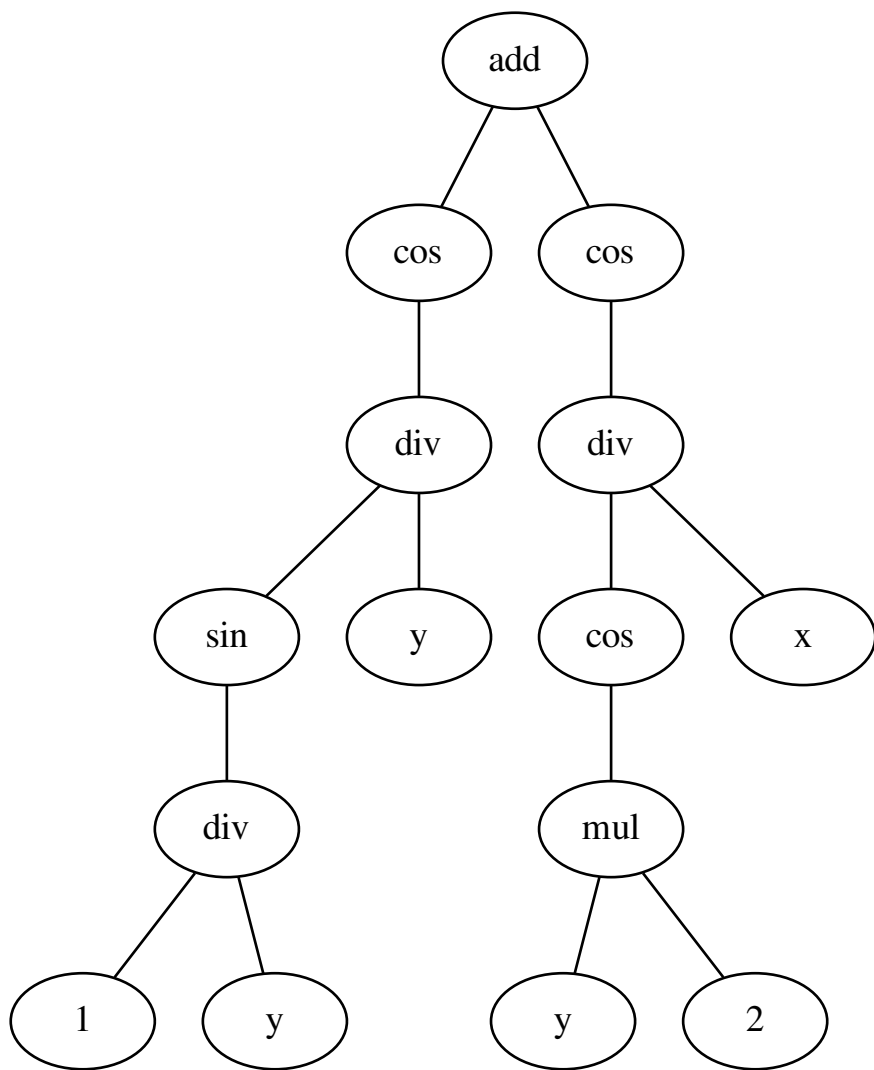 add
cos cos
div div
sin y cos x
div mul
1 y y 2